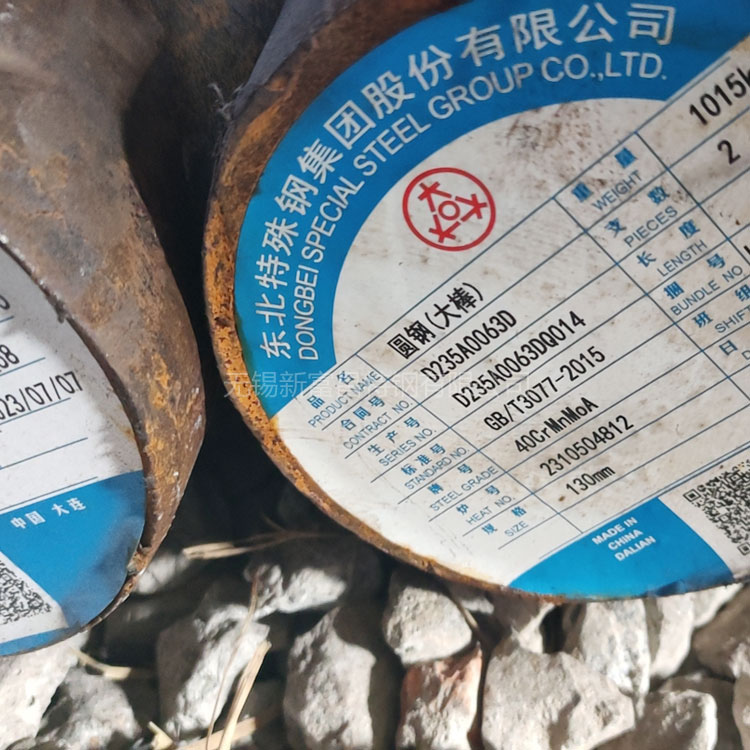 东北特殊钢集团股份有限公司
DONGBEI SPECIAL STEEL GROUP CO.,LTD.
品名 圆钢(大棒)
PRODUCT NAME
合同号 D235A0063D
CONTRACT NO.
生产号 D235A0063DQ014
SERIES NO.
标准号 GB/T3077-2015
STANDARD NO.
牌号 40CrMnMoA
STEEL GRADE
炉号 2310504812
HEAT NO.
规格 130mm
SIZE
重量 1015
WEIGHT
支数 2
PIECES
长度
LENGTH
捆号
BUNDLE NO
班组
SHIFT
日
MADE IN
CHINA
DALIAN
23/07/07
中国 大连